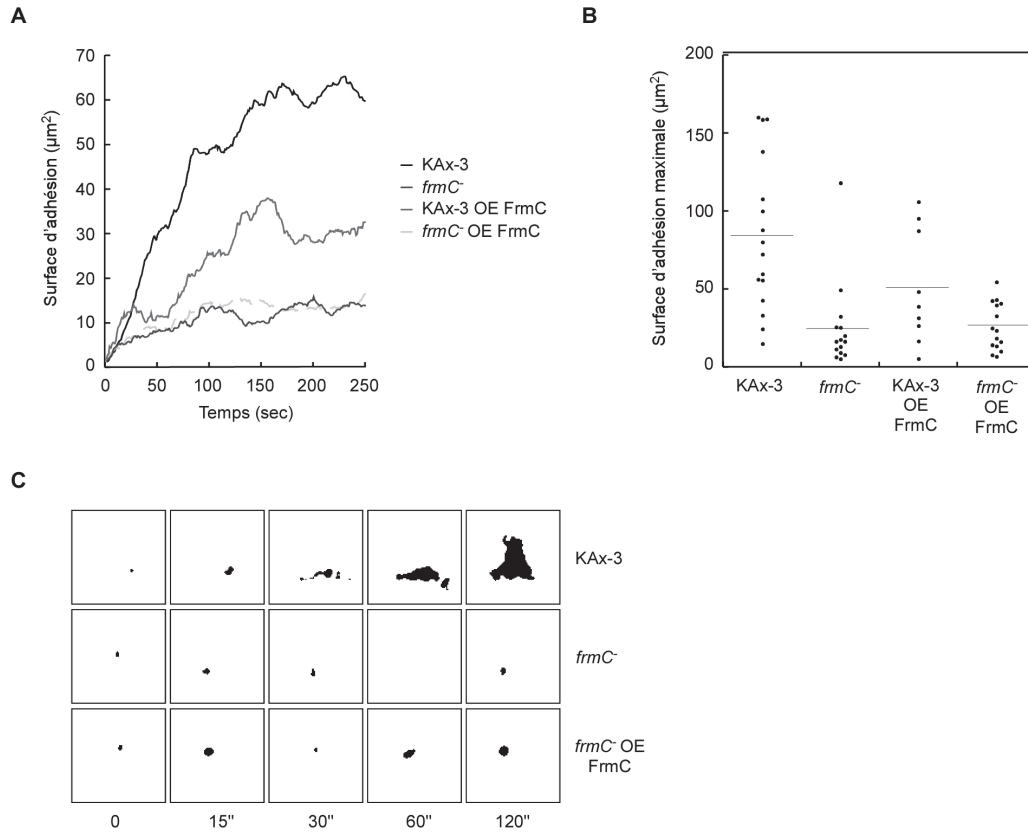 A
Surface d'adhésion (µm²)
70
60
50
40
30
20
10
0
0 50 100 150 200 250
Temps (sec)
KAx-3
frmC-
KAx-3 OE FrmC
frmC- OE FrmC
B
Surface d'adhésion maximale (µm²)
200
150
100
50
0
KAx-3 frmC- KAx-3 frmC-
OE OE
FrmC FrmC
C
KAx-3
frmC-
frmC- OE
FrmC
0 15" 30" 60" 120"